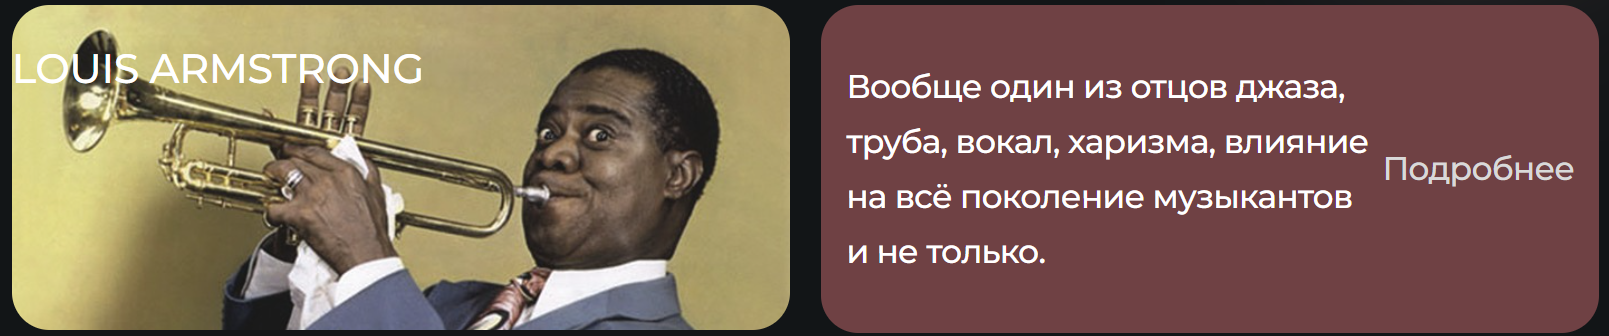 LOUIS ARMSTRONG
Вообще один из отцов джаза,
труба, вокал, харизма, влияние
на всё поколение музыкантов
и не только.
Подробнее